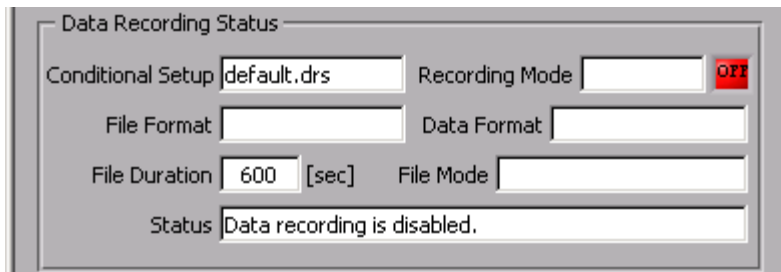 Data Recording Status
Conditional Setup default.drs Recording Mode OFF
File Format Data Format
File Duration 600 [sec] File Mode
Status Data recording is disabled.